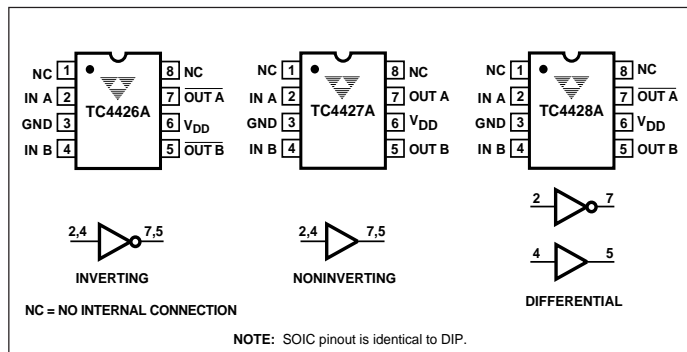 NC 1 8 NC
IN A 2 7 OUT A
GND 3 6 VDD
IN B 4 5 OUT B
TC4426A
2,4 7,5
INVERTING
NC 1 8 NC
IN A 2 7 OUT A
GND 3 6 VDD
IN B 4 5 OUT B
TC4427A
2,4 7,5
NONINVERTING
NC 1 8 NC
IN A 2 7 OUT A
GND 3 6 VDD
IN B 4 5 OUT B
TC4428A
2 7
4 5
DIFFERENTIAL
NC = NO INTERNAL CONNECTION
NOTE: SOIC pinout is identical to DIP.